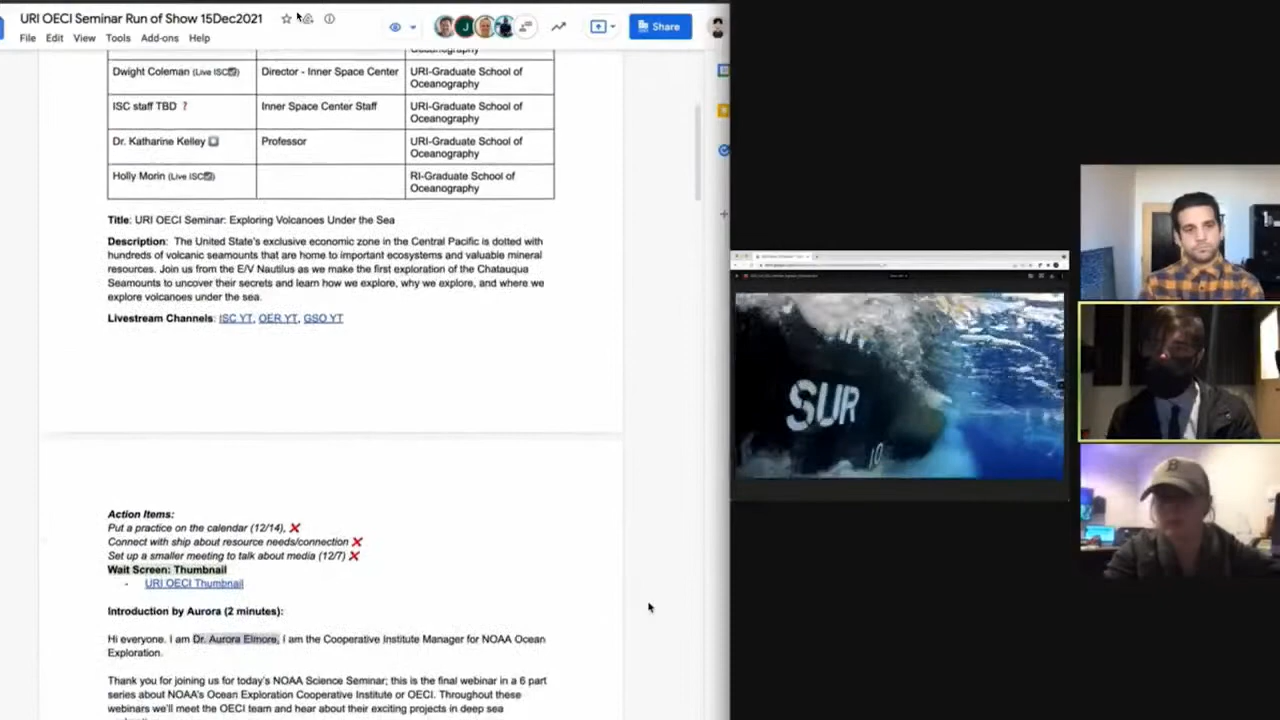 URI OECI Seminar Run of Show 15Dec2021
File Edit View Tools Add-ons Help
Share
Oceanography
Dwight Coleman (Live ISC) Director - Inner Space Center URI-Graduate School of
Oceanography
ISC staff TBD ❓ Inner Space Center Staff URI-Graduate School of
Oceanography
Dr. Katharine Kelley Professor URI-Graduate School of
Oceanography
Holly Morin (Live ISC) RI-Graduate School of
Oceanography
Title: URI OECI Seminar: Exploring Volcanoes Under the Sea
Description: The United State's exclusive economic zone in the Central Pacific is dotted with
hundreds of volcanic seamounts that are home to important ecosystems and valuable mineral
resources. Join us from the E/V Nautilus as we make the first exploration of the Chatauqua
Seamounts to uncover their secrets and learn how we explore, why we explore, and where we
explore volcanoes under the sea.
Livestream Channels: ISC YT, OER YT, GSO YT
Action Items:
Put a practice on the calendar (12/14), ❌
Connect with ship about resource needs/connection ❌
Set up a smaller meeting to talk about media (12/7) ❌
Wait Screen: Thumbnail
- URI OECI Thumbnail
Introduction by Aurora (2 minutes):
Hi everyone. I am Dr. Aurora Elmore, I am the Cooperative Institute Manager for NOAA Ocean
Exploration.
Thank you for joining us for today's NOAA Science Seminar; this is the final webinar in a 6 part
series about NOAA's Ocean Exploration Cooperative Institute or OECI. Throughout these
webinars we'll meet the OECI team and hear about their exciting projects in deep sea
SUR
10
J
B